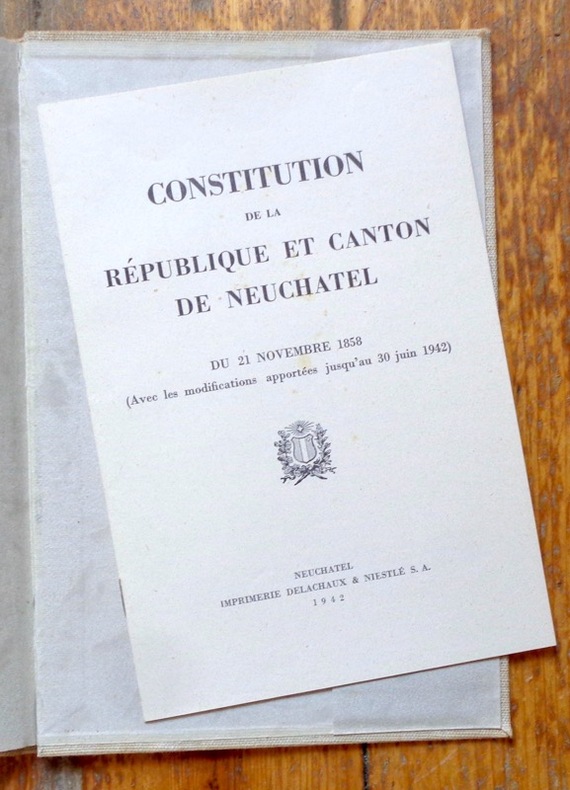 CONSTITUTION
DE LA
RÉPUBLIQUE ET CANTON
DE NEUCHATEL
DU 21 NOVEMBRE 1858
(Avec les modifications apportées jusqu'au 30 juin 1942)
NEUCHATEL
IMPRIMERIE DELACHAUX & NIESTLÉ S. A.
1942